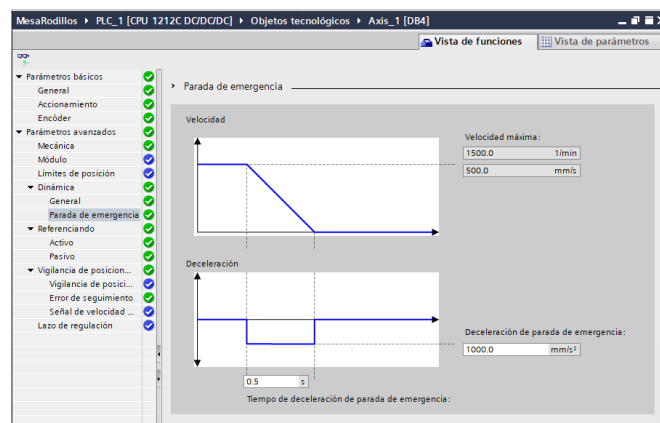 MesaRodillos ▸ PLC_1 [CPU 1212C DC/DC/DC] ▸ Objetos tecnológicos ▸ Axis_1 [DB4]
Vista de funciones
Vista de parámetros
Parámetros básicos
General
Accionamiento
Encóder
Parámetros avanzados
Mecánica
Módulo
Límites de posición
Dinámica
General
Parada de emergencia
Referenciando
Activo
Pasivo
Vigilancia de posicion...
Vigilancia de posici...
Error de seguimiento
Señal de velocidad ...
Lazo de regulación
Parada de emergencia
Velocidad
Velocidad máxima:
1500.0 1/min
500.0 mm/s
Deceleración
Deceleración de parada de emergencia:
1000.0 mm/s²
0.5 s
Tiempo de deceleración de parada de emergencia: